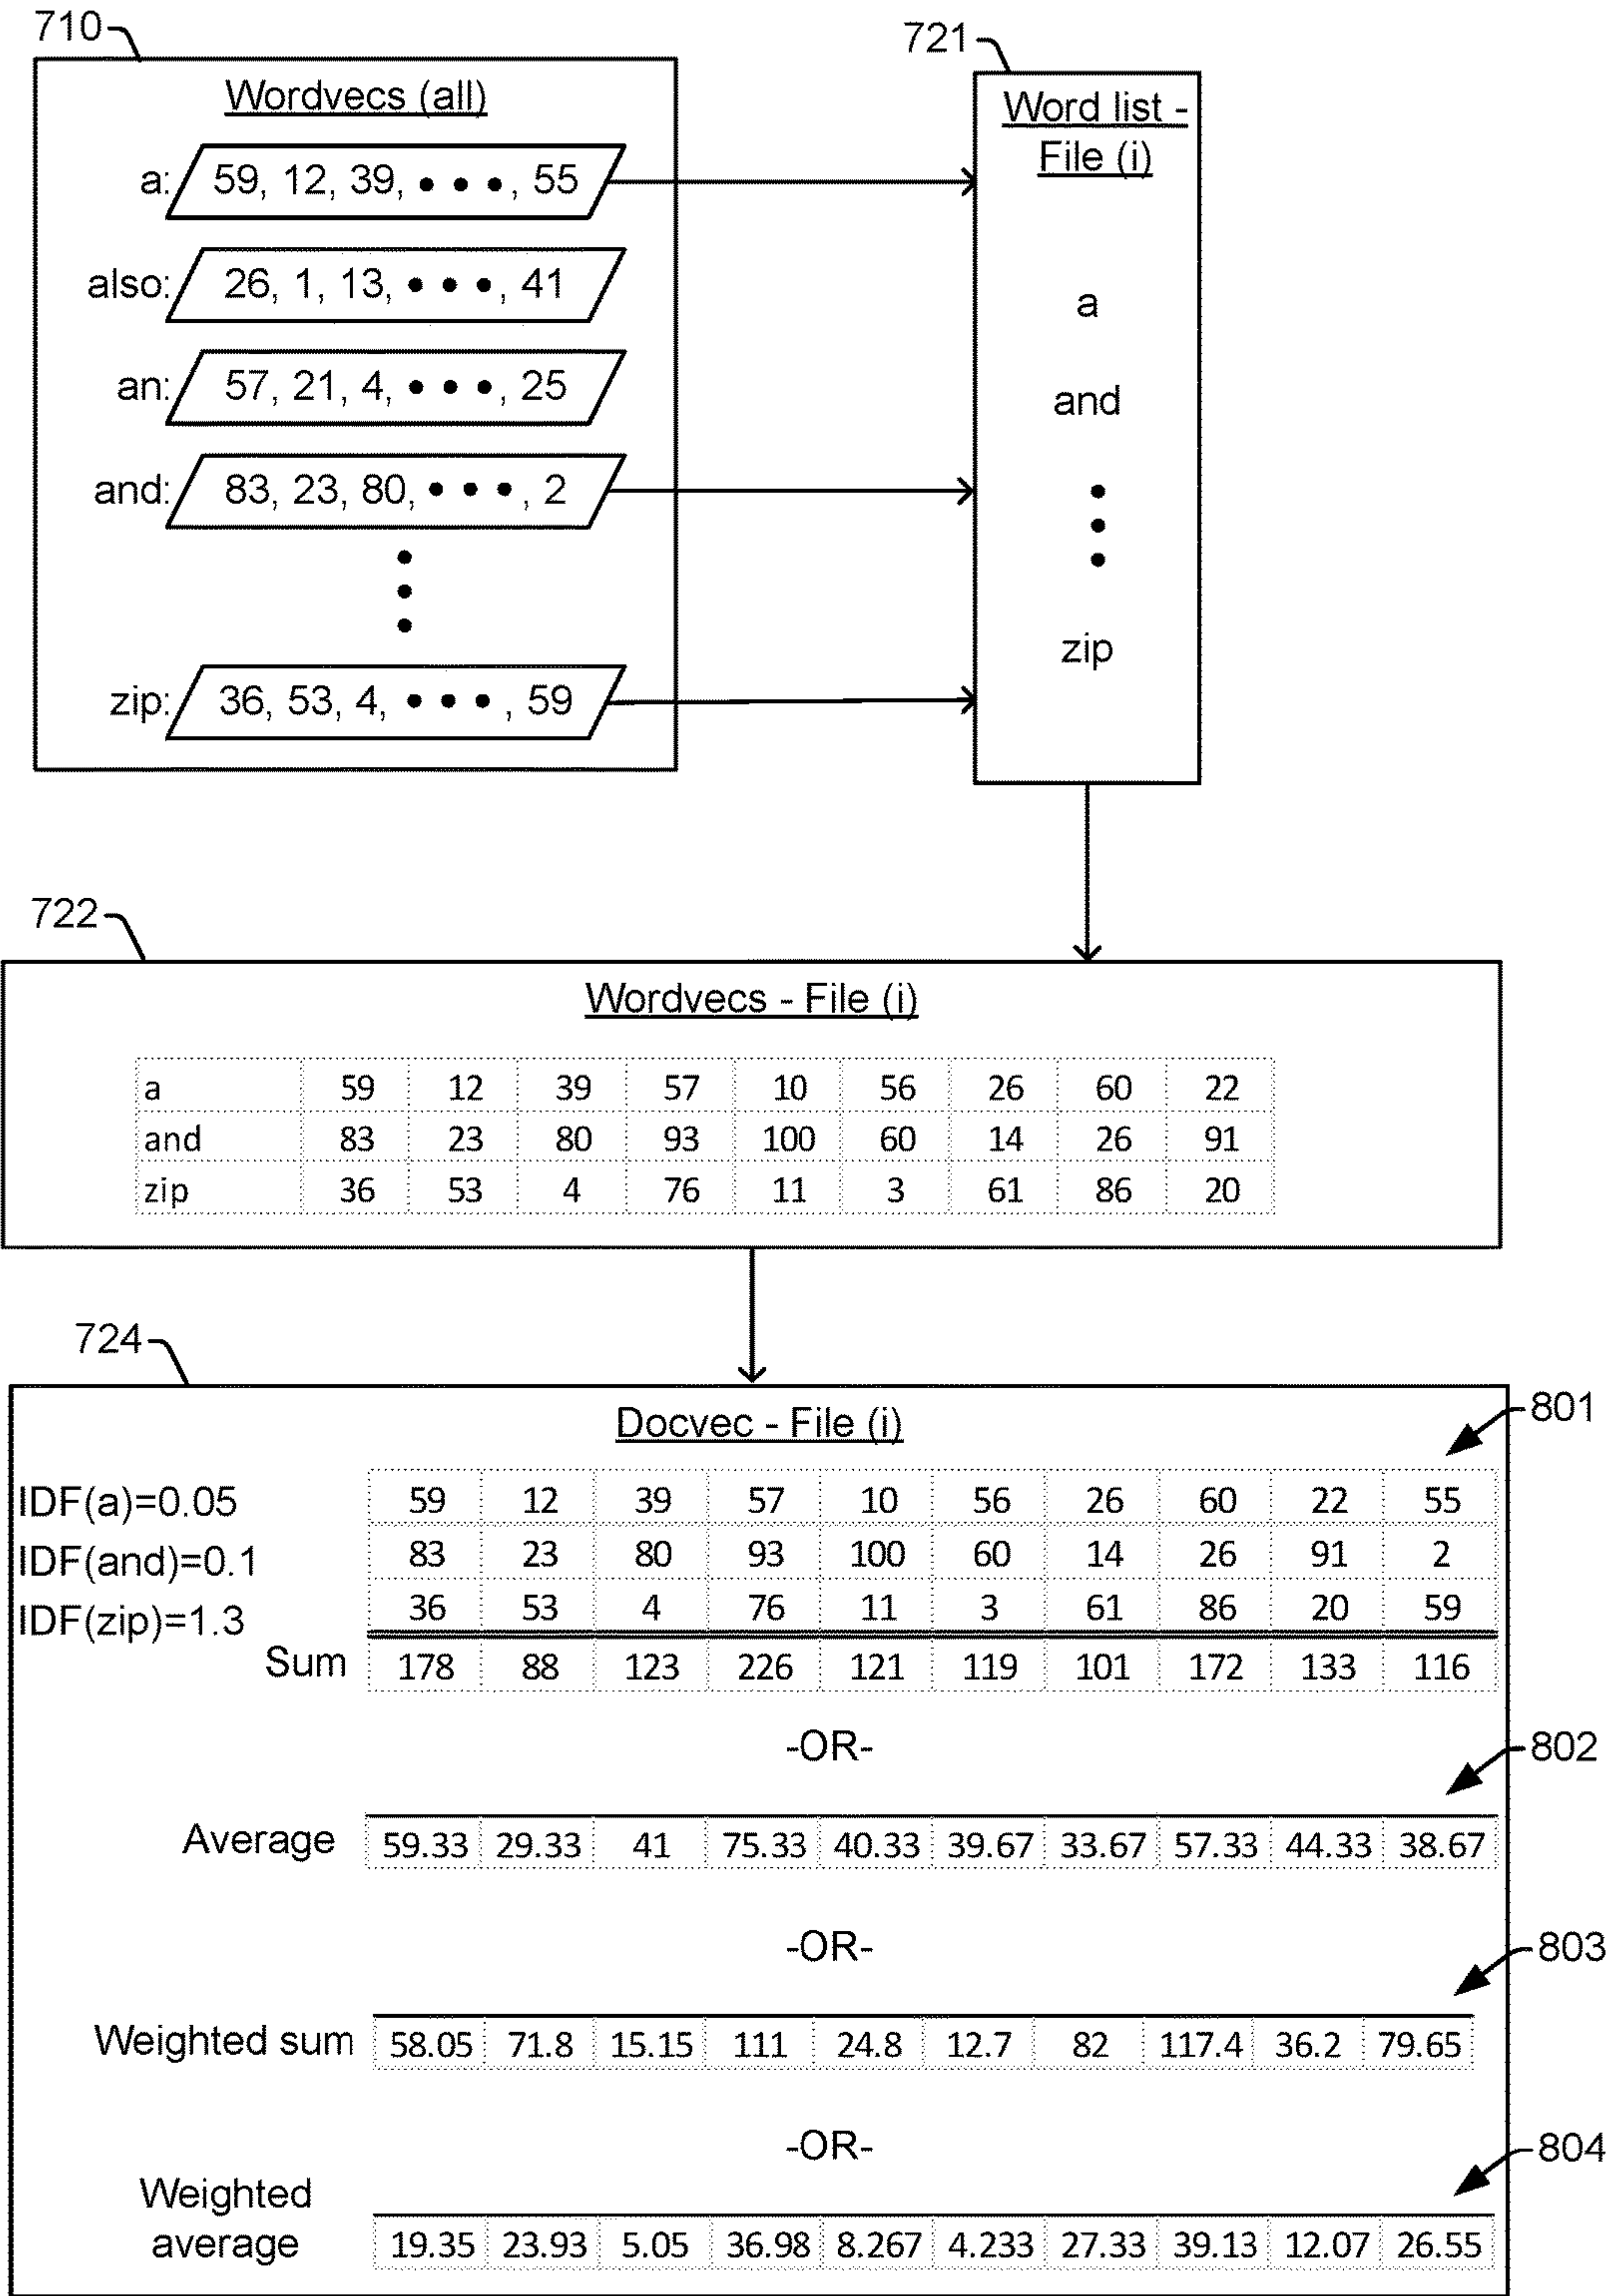 710
Wordvecs (all)
a: 59, 12, 39, • • •, 55
also: 26, 1, 13, • • •, 41
an: 57, 21, 4, • • •, 25
and: 83, 23, 80, • • •, 2
zip: 36, 53, 4, • • •, 59
721
Word list -
File (i)
a
and
zip
722
Wordvecs - File (i)
a 59 12 39 57 10 56 26 60 22
and 83 23 80 93 100 60 14 26 91
zip 36 53 4 76 11 3 61 86 20
724
Docvec - File (i)
801
IDF(a)=0.05 59 12 39 57 10 56 26 60 22 55
IDF(and)=0.1 83 23 80 93 100 60 14 26 91 2
IDF(zip)=1.3 36 53 4 76 11 3 61 86 20 59
Sum 178 88 123 226 121 119 101 172 133 116
-OR-
802
Average 59.33 29.33 41 75.33 40.33 39.67 33.67 57.33 44.33 38.67
-OR-
803
Weighted sum 58.05 71.8 15.15 111 24.8 12.7 82 117.4 36.2 79.65
-OR-
804
Weighted
average 19.35 23.93 5.05 36.98 8.267 4.233 27.33 39.13 12.07 26.55